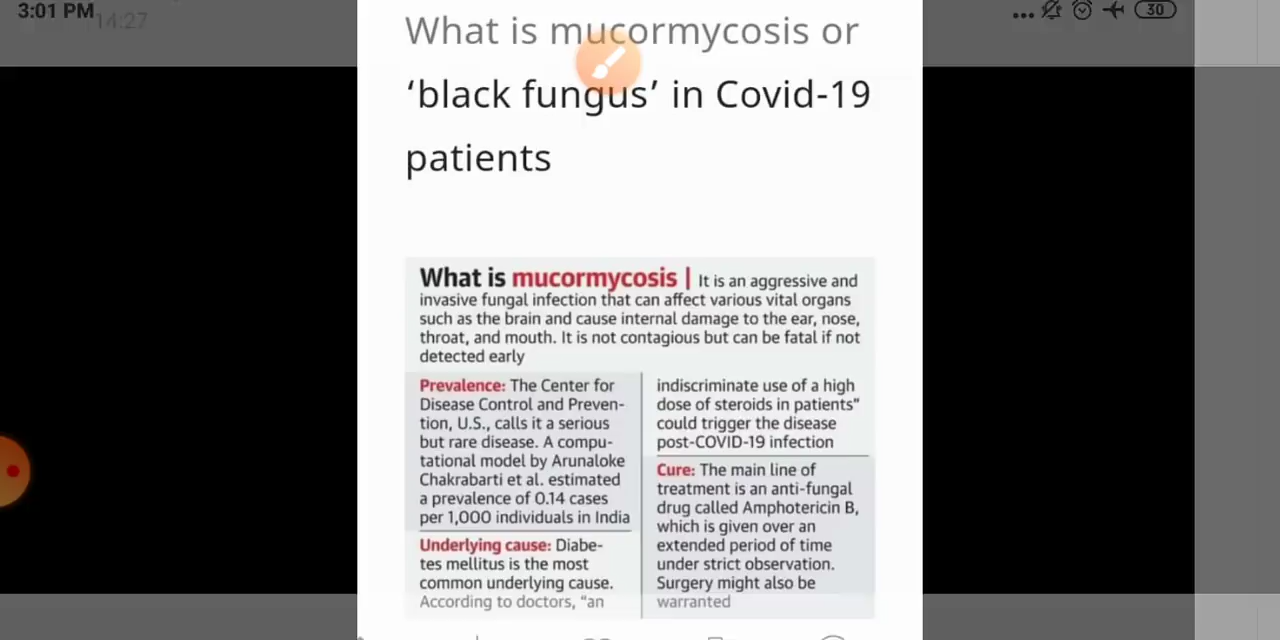 3:01 PM
14:27
30
What is mucormycosis or
‘black fungus’ in Covid-19
patients
What is mucormycosis | It is an aggressive and
invasive fungal infection that can affect various vital organs
such as the brain and cause internal damage to the ear, nose,
throat, and mouth. It is not contagious but can be fatal if not
detected early
Prevalence: The Center for
Disease Control and Preven-
tion, U.S., calls it a serious
but rare disease. A compu-
tational model by Arunaloke
Chakrabarti et al. estimated
a prevalence of 0.14 cases
per 1,000 individuals in India
Underlying cause: Diabe-
tes mellitus is the most
common underlying cause.
According to doctors, “an
indiscriminate use of a high
dose of steroids in patients"
could trigger the disease
post-COVID-19 infection
Cure: The main line of
treatment is an anti-fungal
drug called Amphotericin B,
which is given over an
extended period of time
under strict observation.
Surgery might also be
warranted